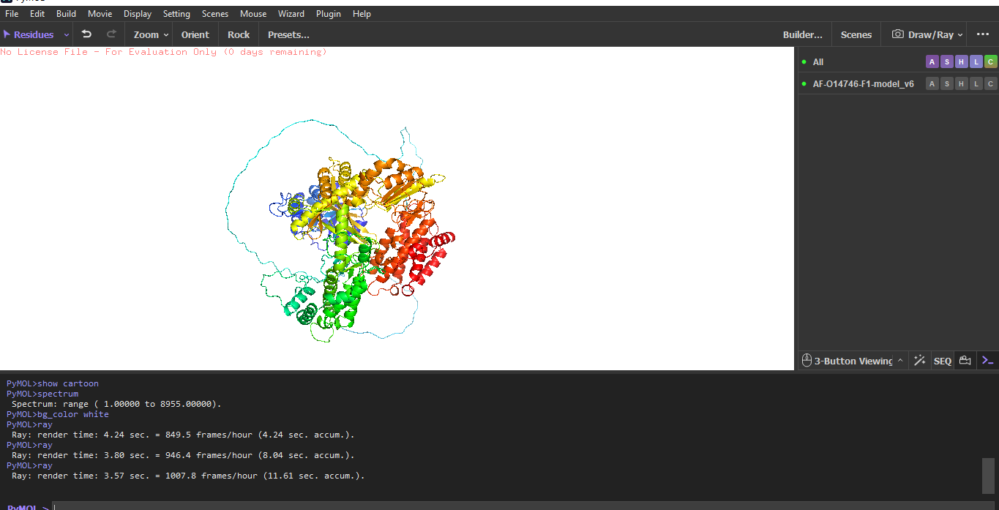 File Edit Build Movie Display Setting Scenes Mouse Wizard Plugin Help
Residues Zoom Orient Rock Presets... Builder... Scenes Draw/Ray
No License File - For Evaluation Only (0 days remaining)
All A S H L C
AF-O14746-F1-model_v6 A S H L C
3-Button Viewing SEQ
PyMOL>show cartoon
PyMOL>spectrum
Spectrum: range ( 1.00000 to 8955.00000).
PyMOL>bg_color white
PyMOL>ray
Ray: render time: 4.24 sec. = 849.5 frames/hour (4.24 sec. accum.).
PyMOL>ray
Ray: render time: 3.80 sec. = 946.4 frames/hour (8.04 sec. accum.).
PyMOL>ray
Ray: render time: 3.57 sec. = 1007.8 frames/hour (11.61 sec. accum.).
PyMOL >